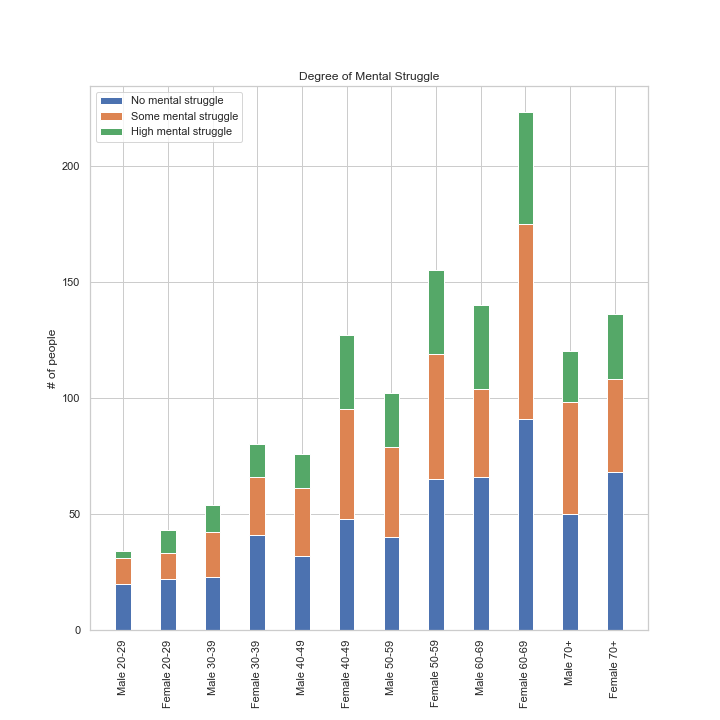 Degree of Mental Struggle
No mental struggle
Some mental struggle
High mental struggle
# of people
200
150
100
50
0
Male 20-29
Female 20-29
Male 30-39
Female 30-39
Male 40-49
Female 40-49
Male 50-59
Female 50-59
Male 60-69
Female 60-69
Male 70+
Female 70+